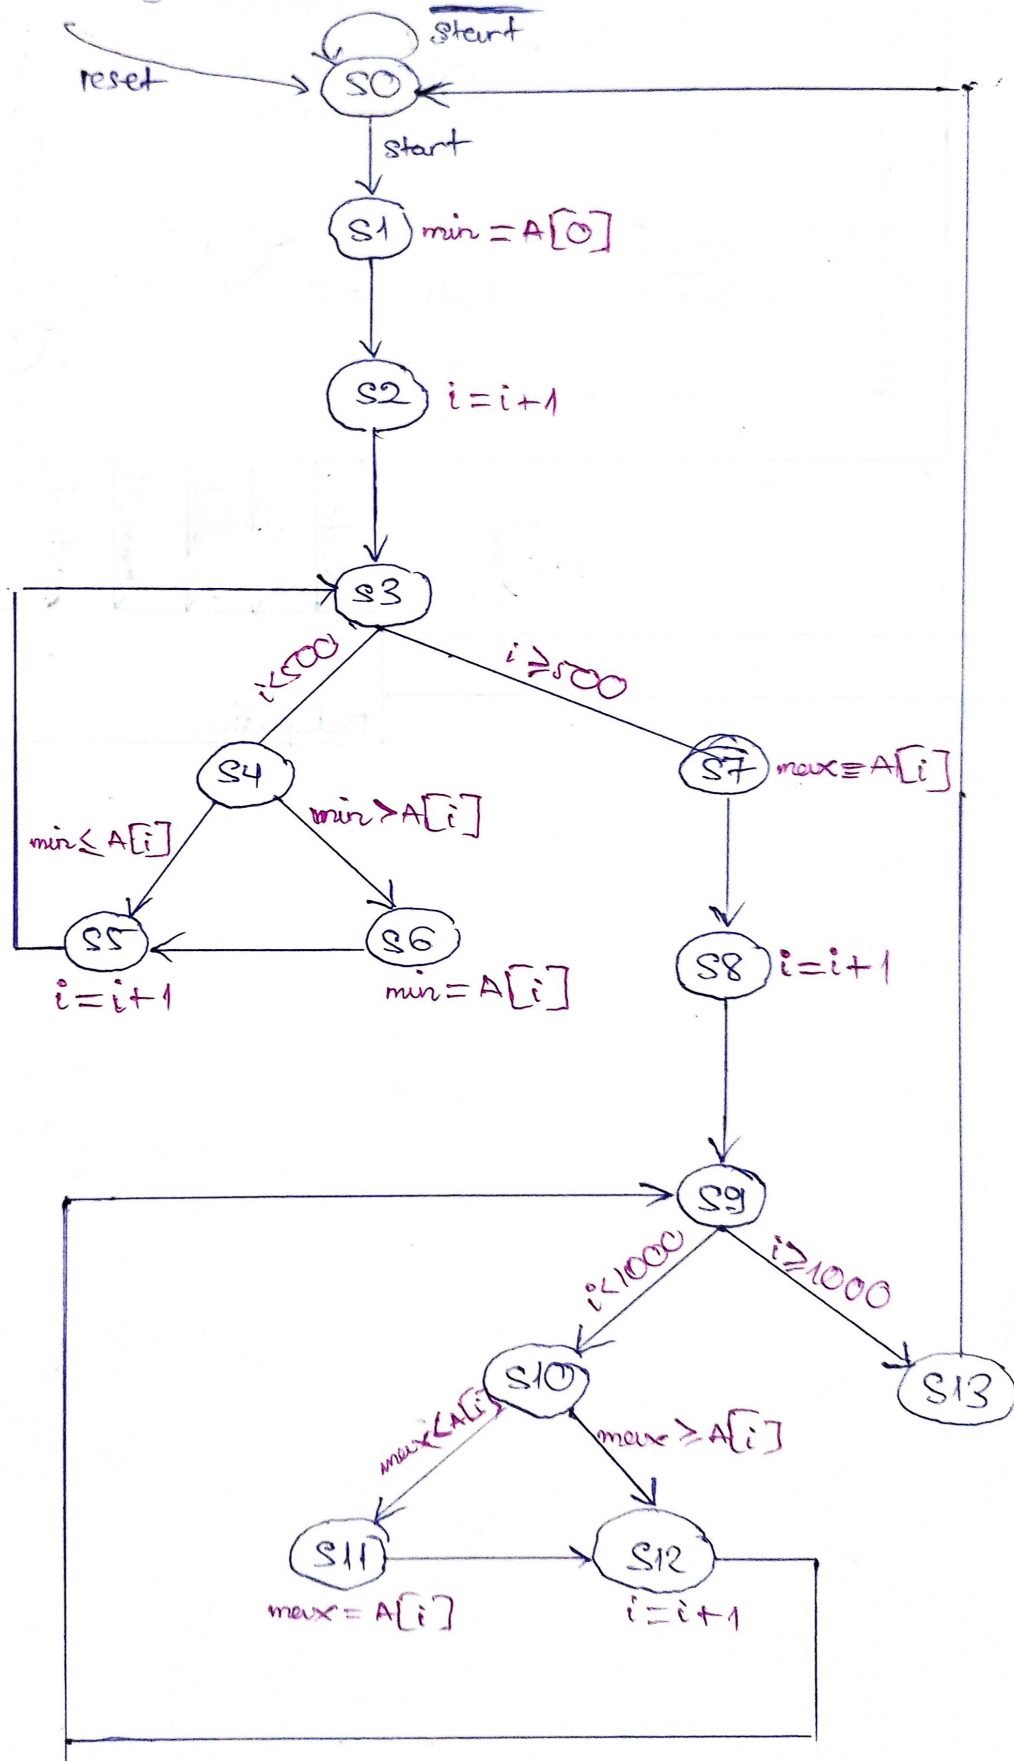 start
reset
S0
start
S1 min = A[0]
S2 i = i+1
S3
i<500
i≥500
S4
S7 max = A[i]
min>A[i]
min≤A[i]
S5
S6
i = i+1
min = A[i]
S8 i = i+1
S9
i<1000
i≥1000
S10
S13
max<A[i]
max ≥ A[i]
S11
S12
max = A[i]
i = i+1